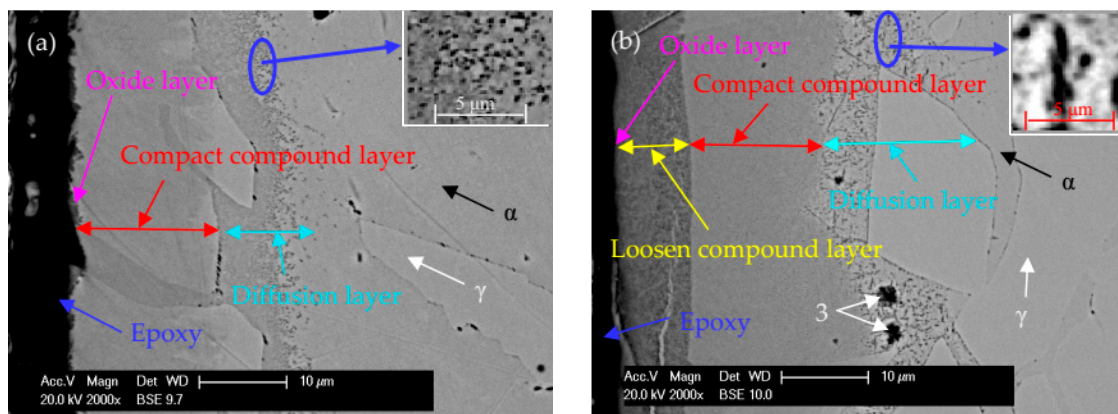 (a)
5 μm
Oxide layer
Compact compound layer
α
γ
Diffusion layer
Epoxy
Acc.V Magn Det WD
20.0 kV 2000x BSE 9.7
10 μm
(b)
Oxide layer
5 μm
Compact compound layer
α
Diffusion layer
Loosen compound layer
3
γ
Epoxy
Acc.V Magn Det WD
20.0 kV 2000x BSE 10.0
10 μm